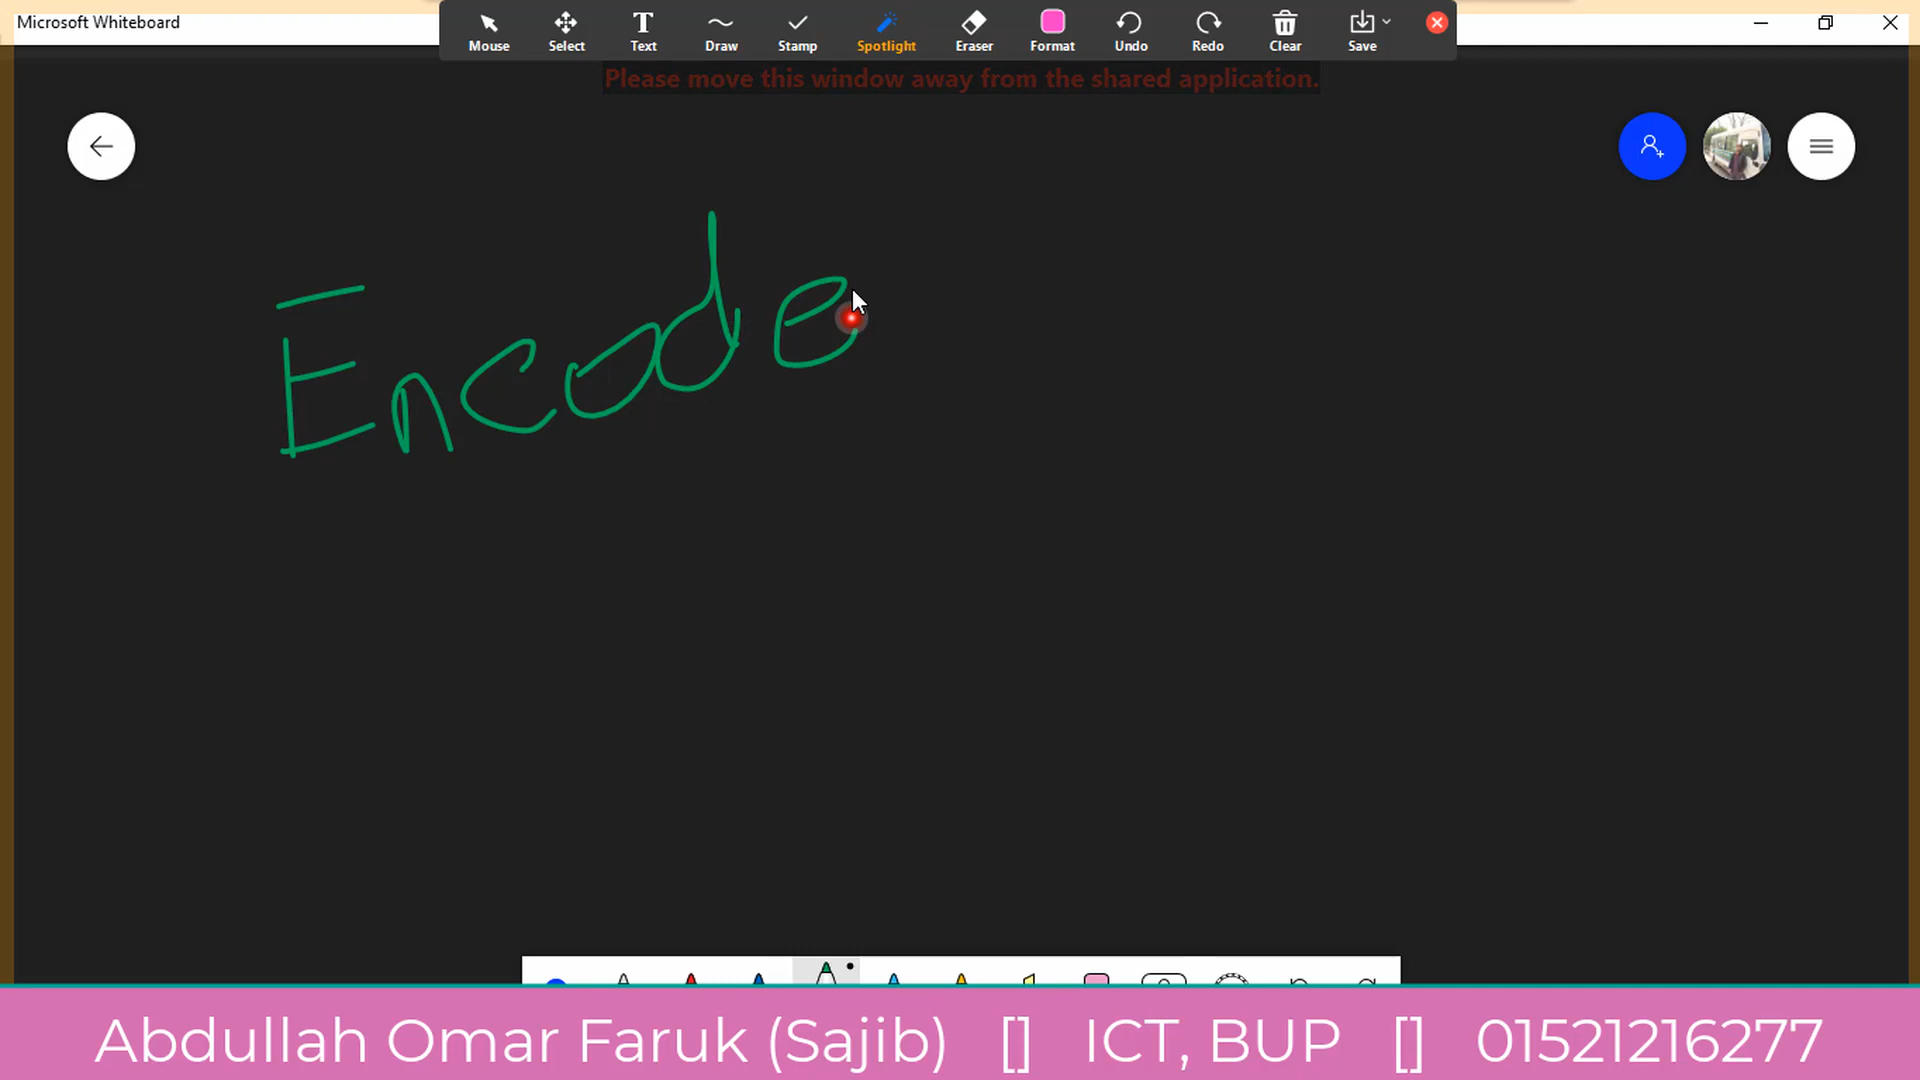 Microsoft Whiteboard
Mouse Select Text Draw Stamp Spotlight Eraser Format Undo Redo Clear Save
Please move this window away from the shared application.
Encode
Abdullah Omar Faruk (Sajib) [] ICT, BUP [] 01521216277